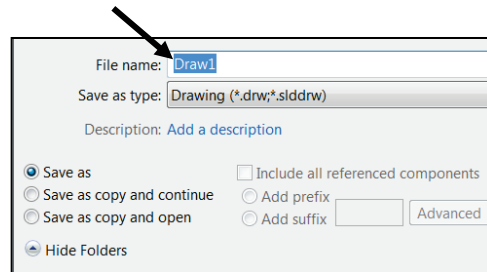 File name: Draw1
Save as type: Drawing (*.drw;*.slddrw)
Description: Add a description
Save as
Include all referenced components
Save as copy and continue
Add prefix
Save as copy and open
Add suffix
Advanced
Hide Folders